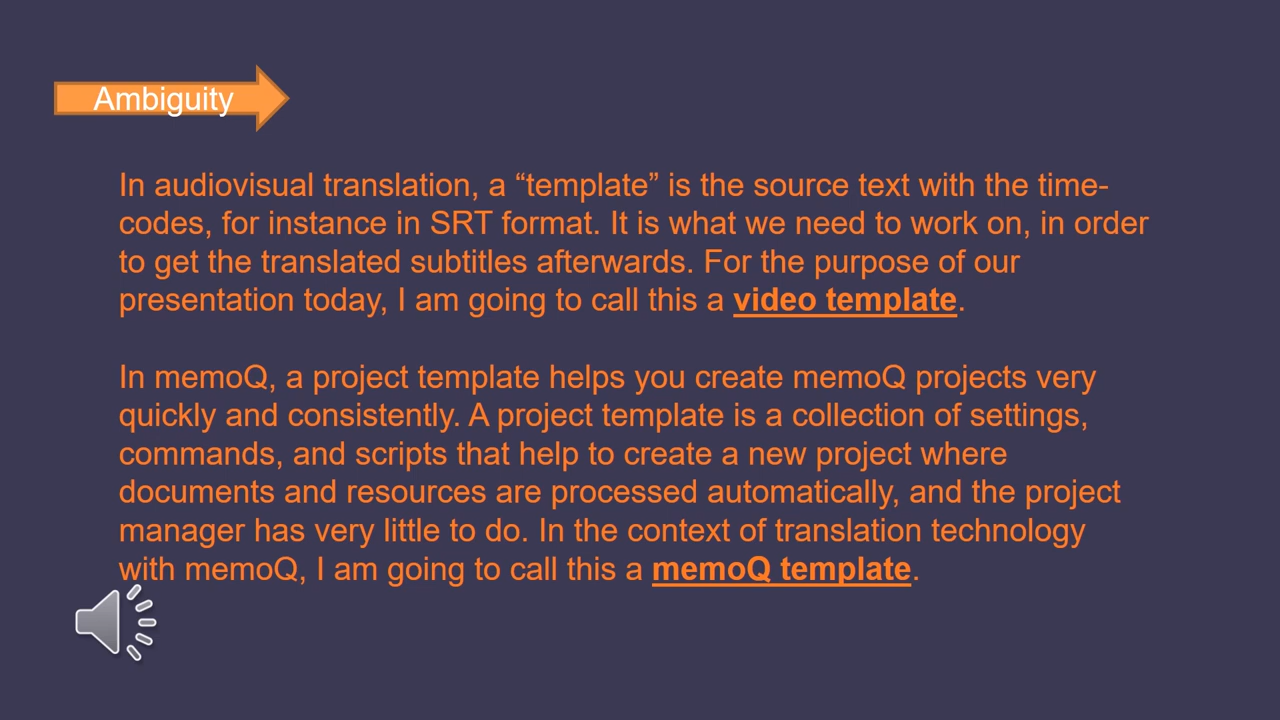 Ambiguity
In audiovisual translation, a “template” is the source text with the time-
codes, for instance in SRT format. It is what we need to work on, in order
to get the translated subtitles afterwards. For the purpose of our
presentation today, I am going to call this a video template.
In memoQ, a project template helps you create memoQ projects very
quickly and consistently. A project template is a collection of settings,
commands, and scripts that help to create a new project where
documents and resources are processed automatically, and the project
manager has very little to do. In the context of translation technology
with memoQ, I am going to call this a memoQ template.